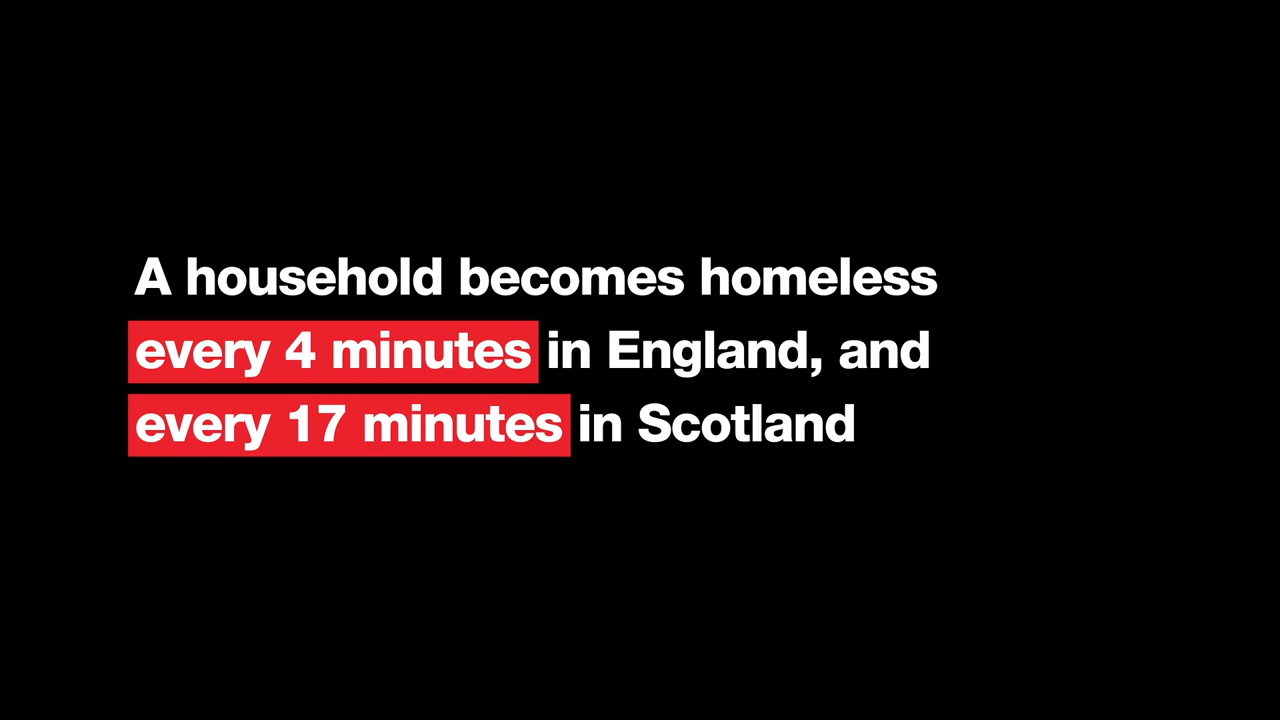 A household becomes homeless
every 4 minutes in England, and
every 17 minutes in Scotland